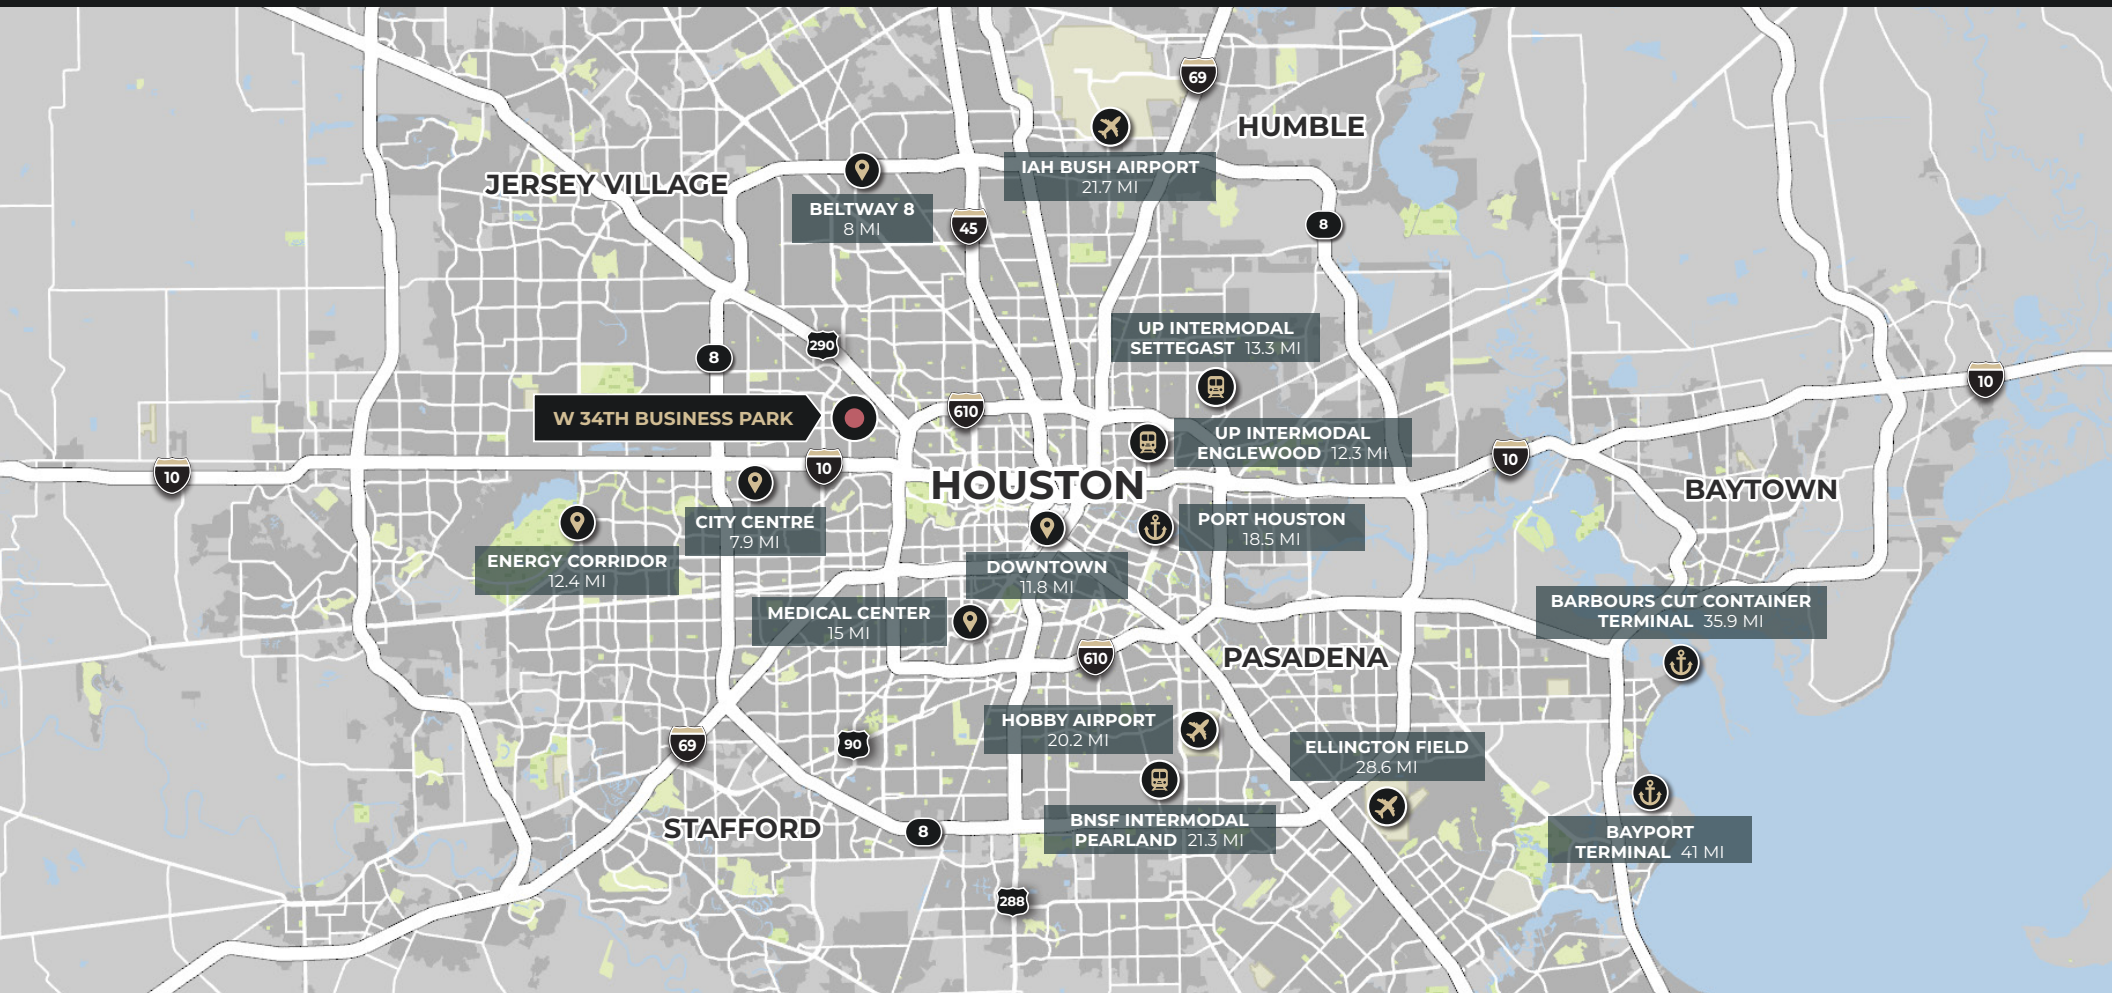 69
HUMBLE
IAH BUSH AIRPORT
21.7 MI
JERSEY VILLAGE
BELTWAY 8
8 MI
45
8
UP INTERMODAL
SETTEGAST 13.3 MI
290
8
10
W 34TH BUSINESS PARK
610
UP INTERMODAL
ENGLEWOOD 12.3 MI
10
10
10
HOUSTON
BAYTOWN
CITY CENTRE
7.9 MI
PORT HOUSTON
18.5 MI
ENERGY CORRIDOR
12.4 MI
DOWNTOWN
11.8 MI
MEDICAL CENTER
15 MI
BARBOURS CUT CONTAINER
TERMINAL 35.9 MI
610
PASADENA
HOBBY AIRPORT
20.2 MI
69
90
ELLINGTON FIELD
28.6 MI
STAFFORD
8
BNSF INTERMODAL
PEARLAND 21.3 MI
BAYPORT
TERMINAL 41 MI
288